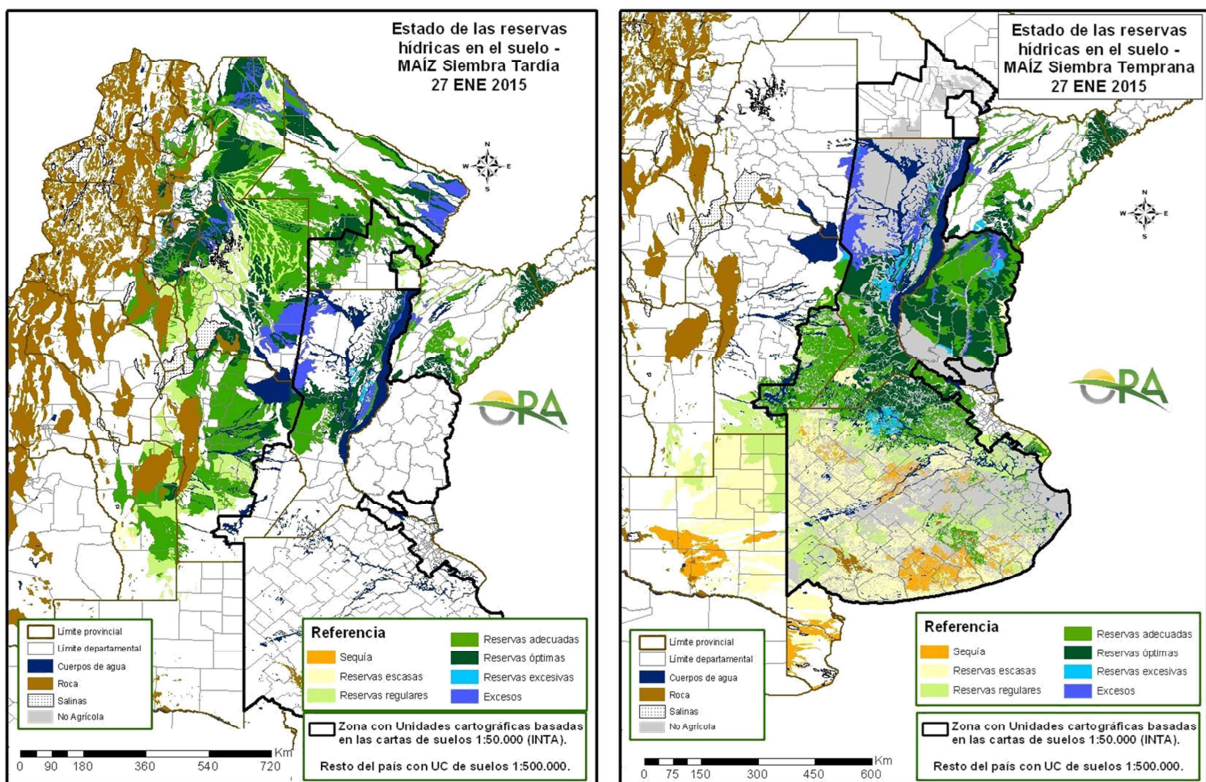 Estado de las reservas
hídricas en el suelo -
MAÍZ Siembra Tardía
27 ENE 2015
N
W E
S
ORA
Límite provincial
Límite departamental
Cuerpos de agua
Roca
Salinas
No Agrícola
Referencia
Sequía
Reservas escasas
Reservas regulares
Reservas adecuadas
Reservas óptimas
Reservas excesivas
Excesos
Zona con Unidades cartográficas basadas
en las cartas de suelos 1:50.000 (INTA).
Resto del país con UC de suelos 1:500.000.
Km
0 90 180 360 540 720
Estado de las reservas
hídricas en el suelo -
MAÍZ Siembra Temprana
27 ENE 2015
N
W E
S
ORA
Límite provincial
Límite departamental
Cuerpos de agua
Roca
Salinas
No Agrícola
Referencia
Sequía
Reservas escasas
Reservas regulares
Reservas adecuadas
Reservas óptimas
Reservas excesivas
Excesos
Zona con Unidades cartográficas basadas
en las cartas de suelos 1:50.000 (INTA).
Resto del país con UC de suelos 1:500.000.
Km
0 75 150 300 450 600